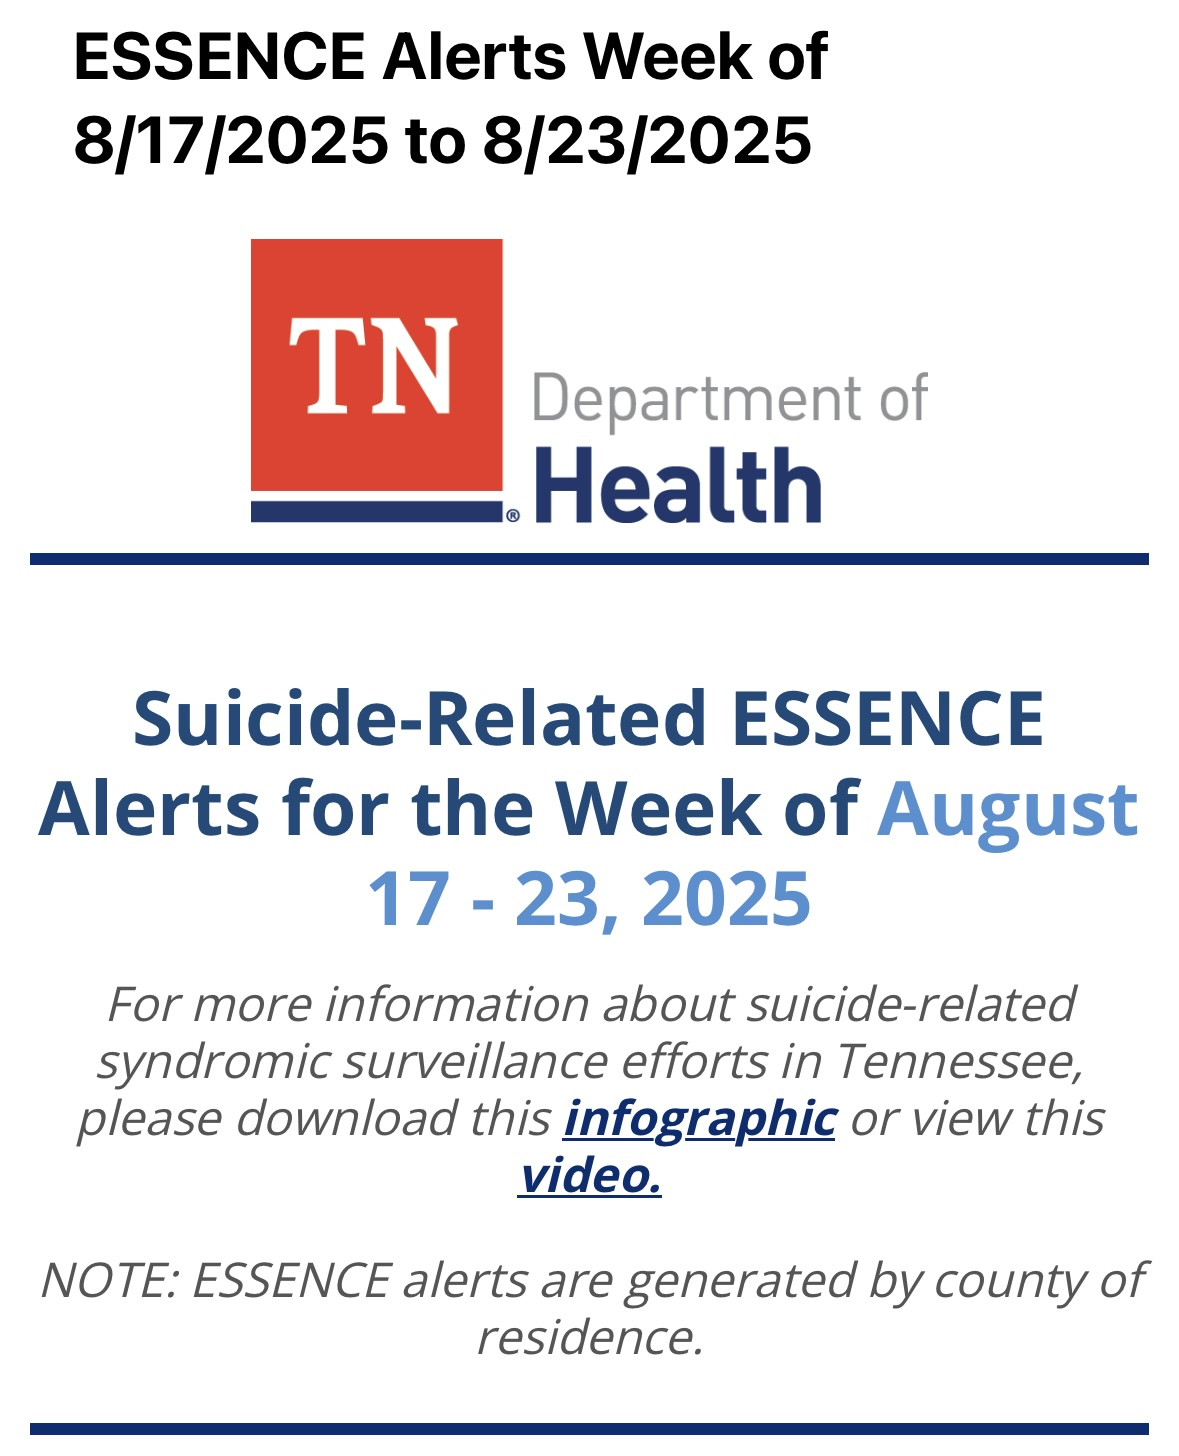 ESSENCE Alerts Week of
8/17/2025 to 8/23/2025
TN
Department of
® Health
Suicide-Related ESSENCE
Alerts for the Week of August
17 - 23, 2025
For more information about suicide-related
syndromic surveillance efforts in Tennessee,
please download this infographic or view this
video.
NOTE: ESSENCE alerts are generated by county of
residence.